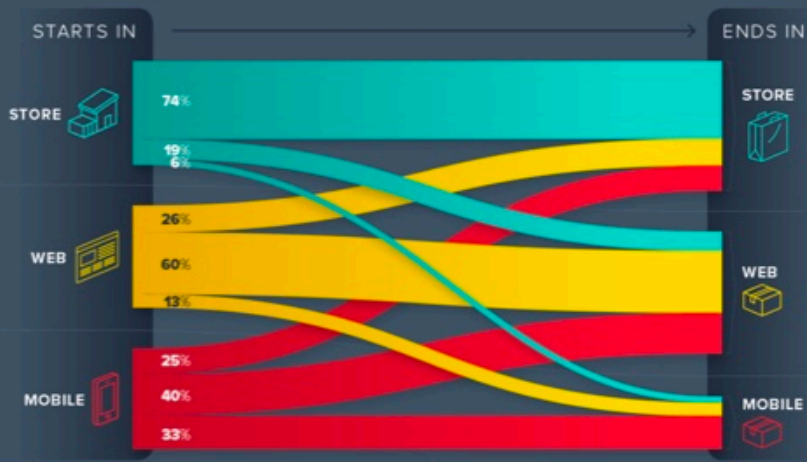 STARTS IN
ENDS IN
STORE
74%
19%
6%
STORE
WEB
26%
60%
13%
WEB
MOBILE
25%
40%
33%
MOBILE